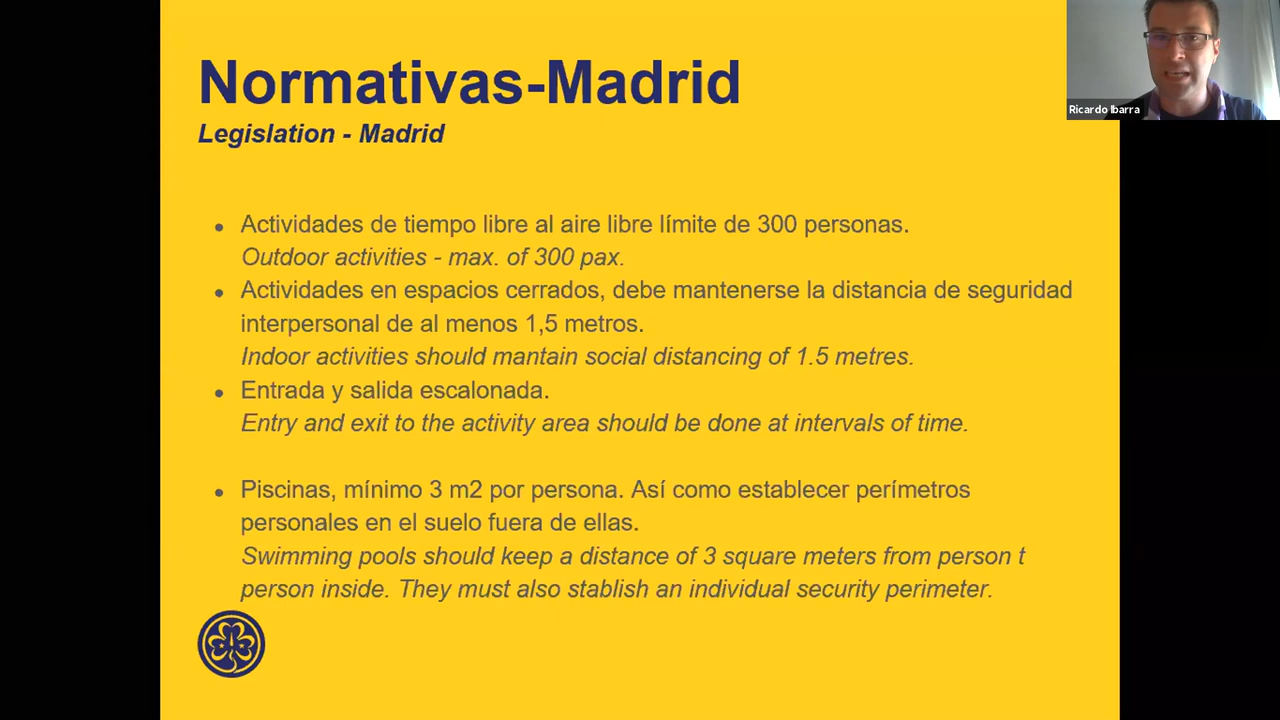 Normativas-Madrid
Legislation - Madrid
Ricardo Ibarra
Actividades de tiempo libre al aire libre límite de 300 personas.
Outdoor activities - max. of 300 pax.
Actividades en espacios cerrados, debe mantenerse la distancia de seguridad
interpersonal de al menos 1,5 metros.
Indoor activities should mantain social distancing of 1.5 metres.
Entrada y salida escalonada.
Entry and exit to the activity area should be done at intervals of time.
Piscinas, mínimo 3 m2 por persona. Así como establecer perímetros
personales en el suelo fuera de ellas.
Swimming pools should keep a distance of 3 square meters from person t
person inside. They must also stablish an individual security perimeter.